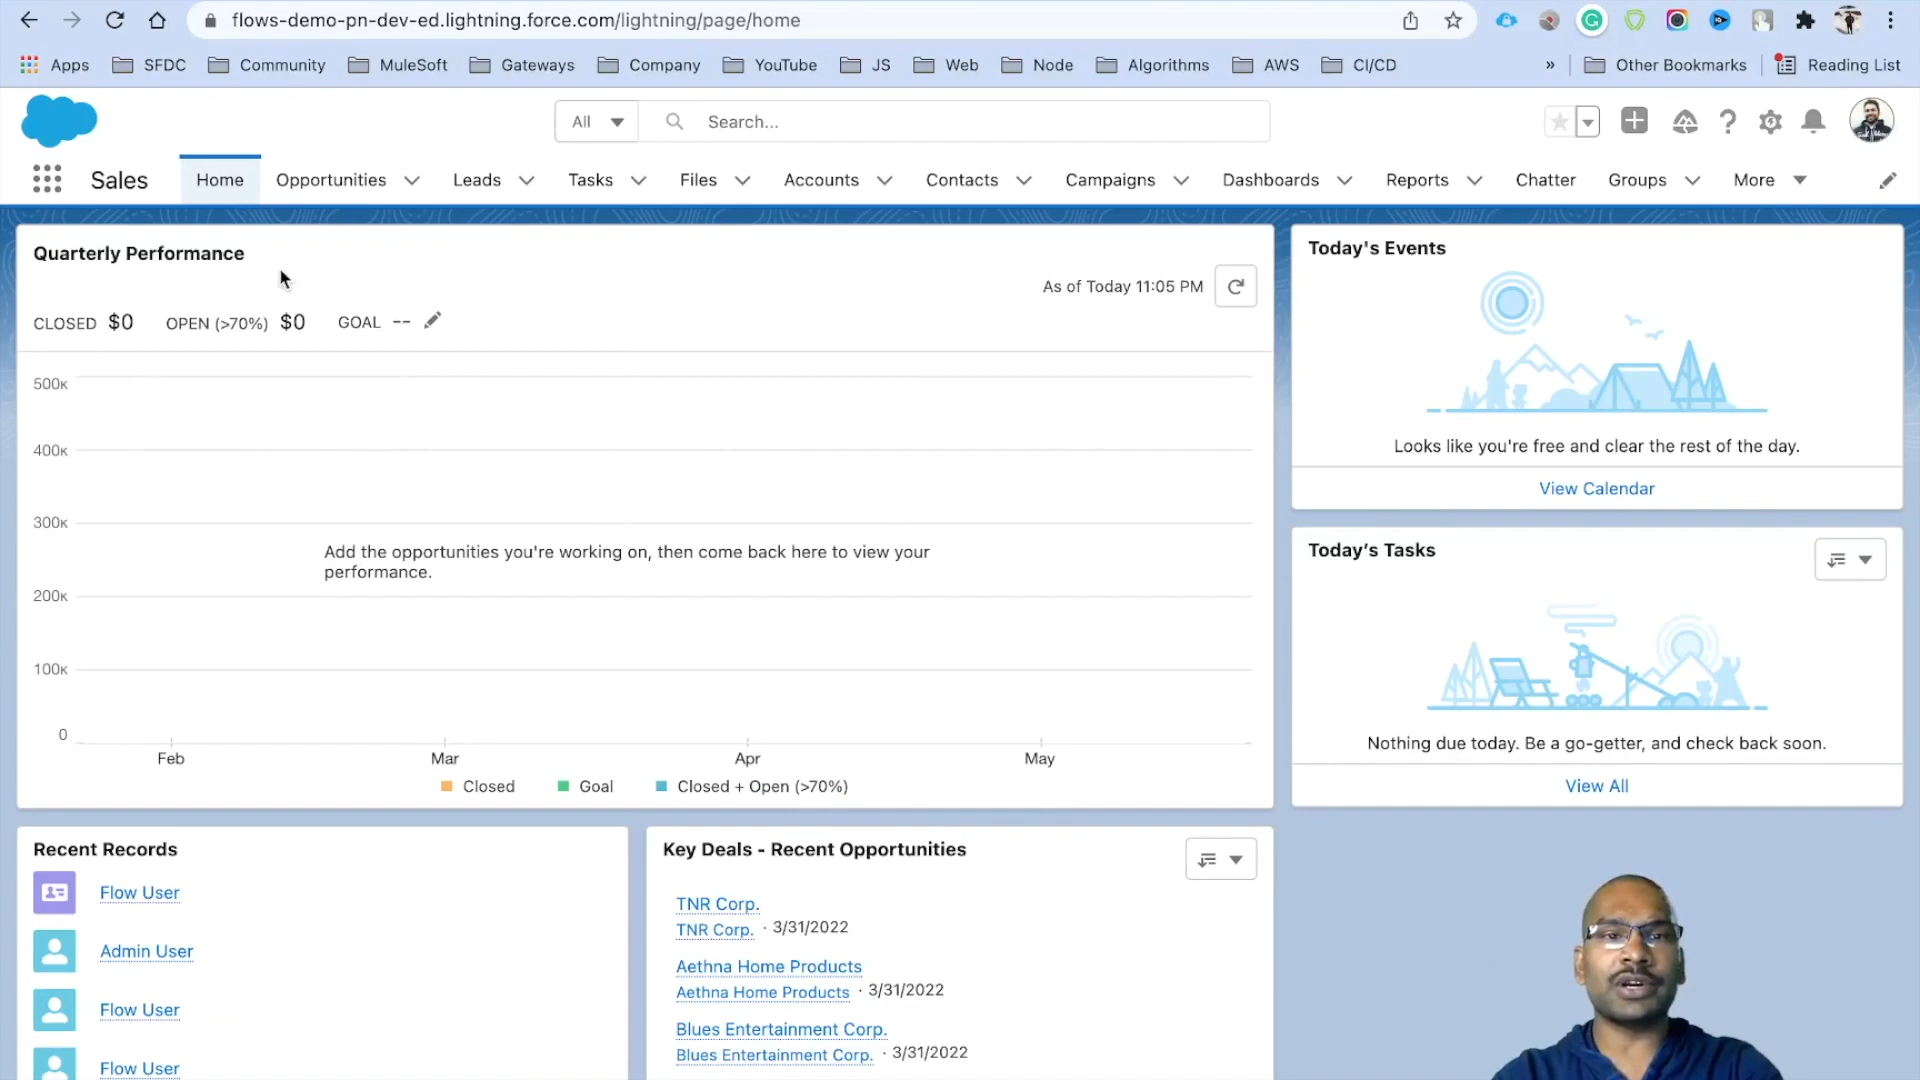 flows-demo-pn-dev-ed.lightning.force.com/lightning/page/home
Apps SFDC Community MuleSoft Gateways Company YouTube JS Web Node Algorithms AWS CI/CD » Other Bookmarks Reading List
All Search...
Sales Home Opportunities Leads Tasks Files Accounts Contacts Campaigns Dashboards Reports Chatter Groups More
Quarterly Performance
As of Today 11:05 PM
CLOSED $0 OPEN (>70%) $0 GOAL --
500K
400K
300K
200K
100K
0
Add the opportunities you're working on, then come back here to view your
performance.
Feb Mar Apr May
Closed Goal Closed + Open (>70%)
Today's Events
Looks like you're free and clear the rest of the day.
View Calendar
Today's Tasks
Nothing due today. Be a go-getter, and check back soon.
View All
Recent Records
Flow User
Admin User
Flow User
Flow User
Key Deals - Recent Opportunities
TNR Corp.
TNR Corp. · 3/31/2022
Aethna Home Products
Aethna Home Products · 3/31/2022
Blues Entertainment Corp.
Blues Entertainment Corp. · 3/31/2022